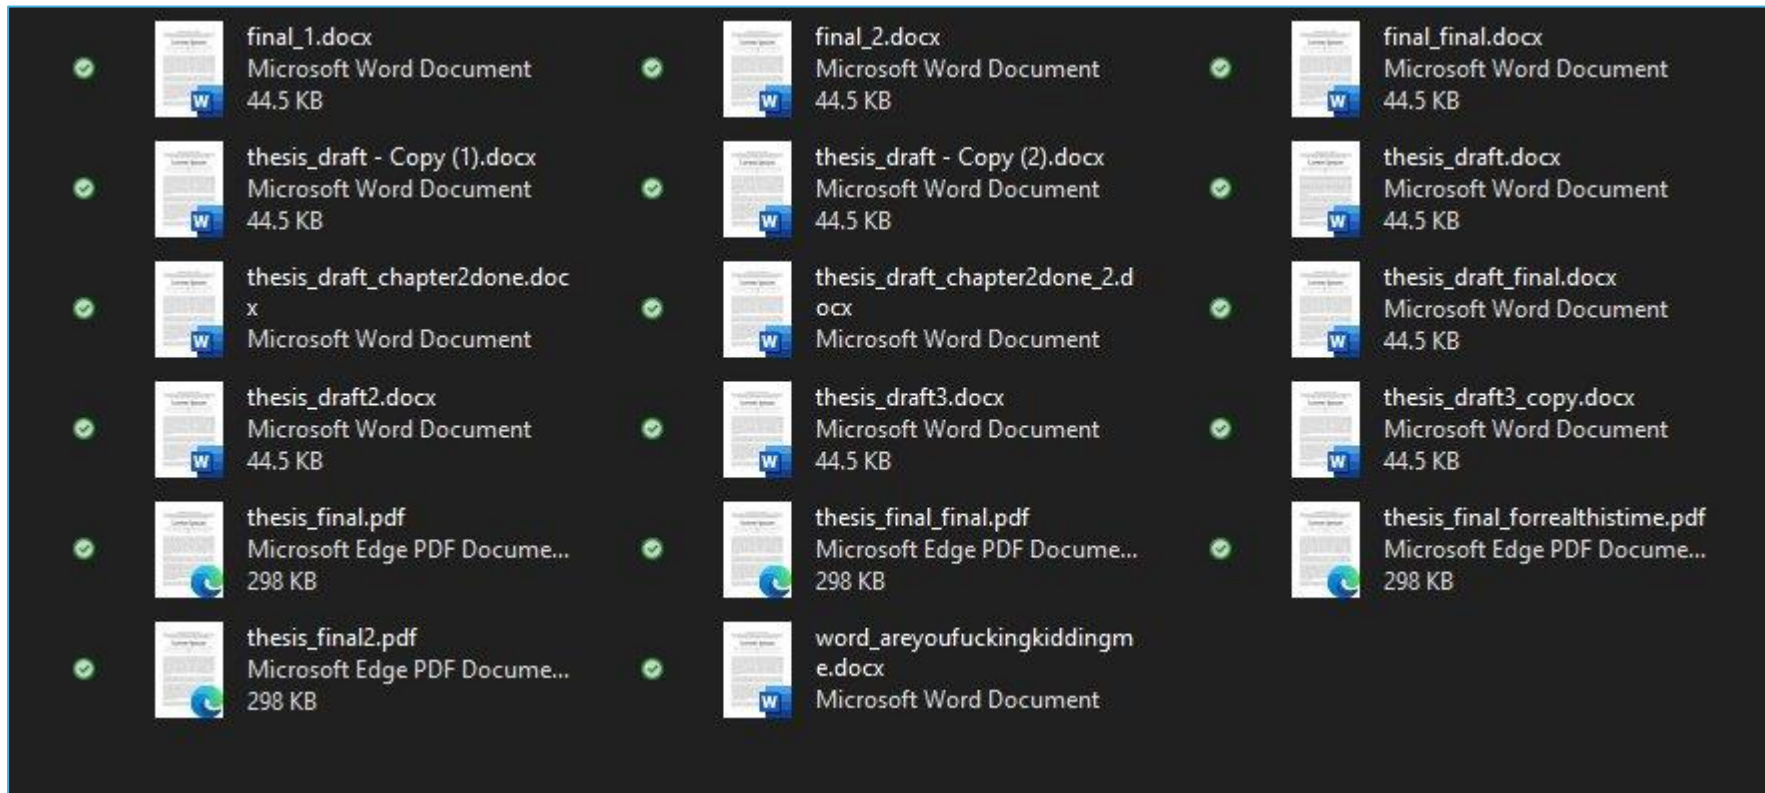 final_1.docx
Microsoft Word Document
44.5 KB
final_2.docx
Microsoft Word Document
44.5 KB
final_final.docx
Microsoft Word Document
44.5 KB
thesis_draft - Copy (1).docx
Microsoft Word Document
44.5 KB
thesis_draft - Copy (2).docx
Microsoft Word Document
44.5 KB
thesis_draft.docx
Microsoft Word Document
44.5 KB
thesis_draft_chapter2done.doc
x
Microsoft Word Document
thesis_draft_chapter2done_2.d
ocx
Microsoft Word Document
thesis_draft_final.docx
Microsoft Word Document
44.5 KB
thesis_draft2.docx
Microsoft Word Document
44.5 KB
thesis_draft3.docx
Microsoft Word Document
44.5 KB
thesis_draft3_copy.docx
Microsoft Word Document
44.5 KB
thesis_final.pdf
Microsoft Edge PDF Docume...
298 KB
thesis_final_final.pdf
Microsoft Edge PDF Docume...
298 KB
thesis_final_forrealthistime.pdf
Microsoft Edge PDF Docume...
298 KB
thesis_final2.pdf
Microsoft Edge PDF Docume...
298 KB
word_areyoufuckingkiddingm
e.docx
Microsoft Word Document